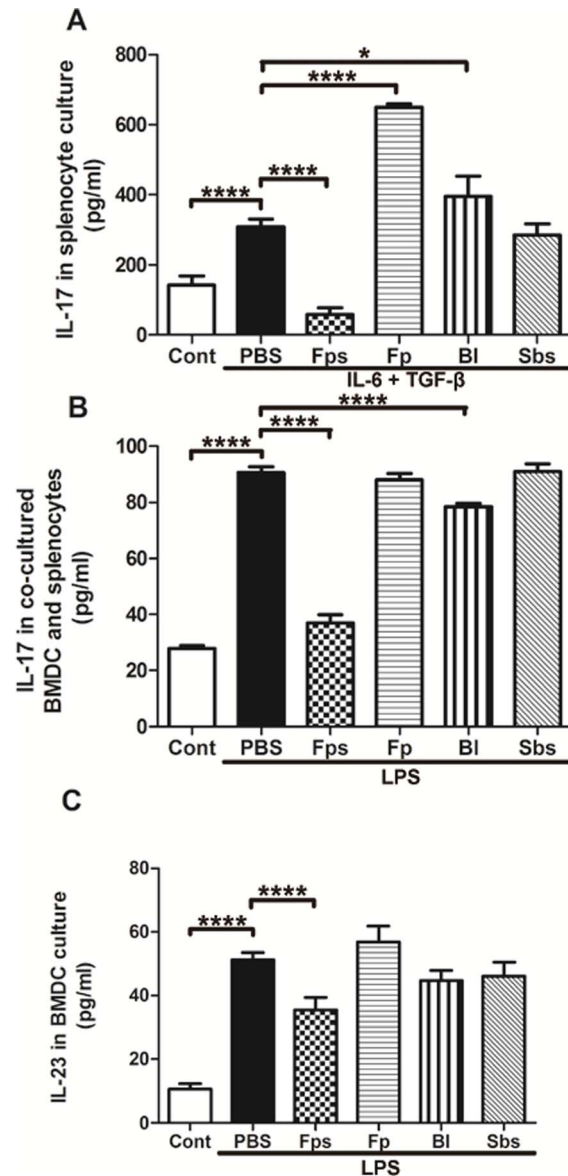 A
IL-17 in splenocyte culture
(pg/ml)
800
600
400
200
0
*
****
****
****
Cont PBS Fps Fp Bl Sbs
IL-6 + TGF-β
B
IL-17 in co-cultured
BMDC and splenocytes
(pg/ml)
100
80
60
40
20
0
****
****
****
Cont PBS Fps Fp Bl Sbs
LPS
C
IL-23 in BMDC culture
(pg/ml)
80
60
40
20
0
****
****
Cont PBS Fps Fp Bl Sbs
LPS